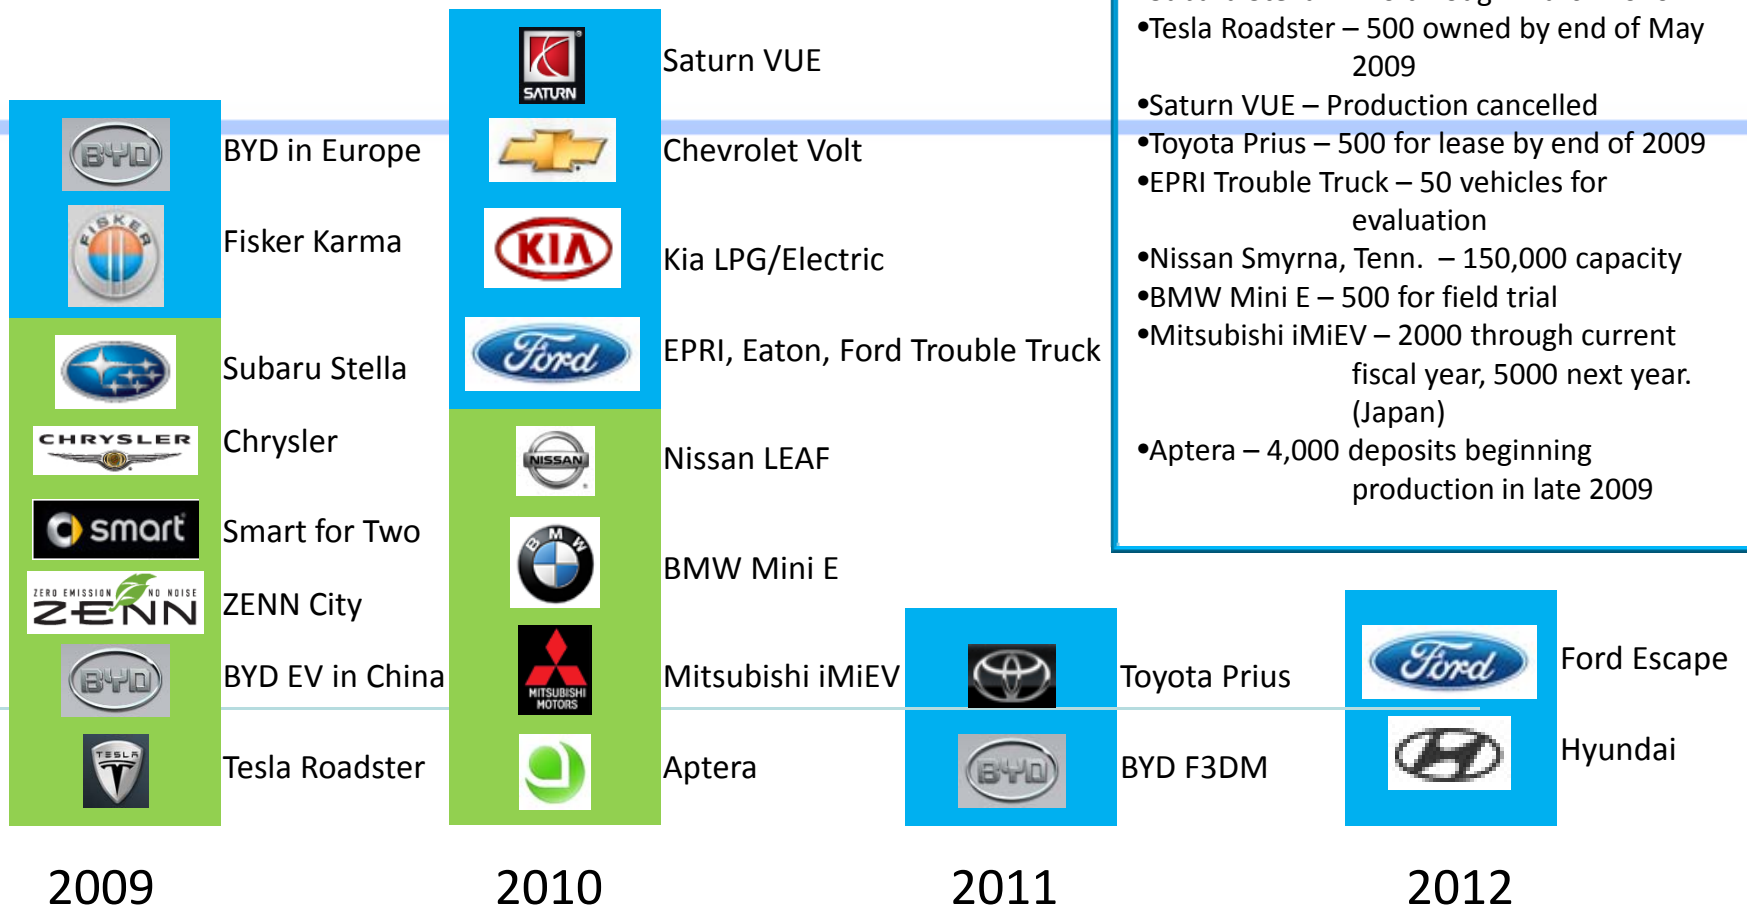 SATURN
Saturn VUE
BYD
BYD in Europe
Chevrolet Volt
FISKER
Fisker Karma
KIA
Kia LPG/Electric
Subaru Stella
Ford
EPRI, Eaton, Ford Trouble Truck
CHRYSLER
Chrysler
NISSAN
Nissan LEAF
smart
Smart for Two
BMW
BMW Mini E
ZERO EMISSION NO NOISE
ZENN
ZENN City
BYD
BYD EV in China
MITSUBISHI
MOTORS
Mitsubishi iMiEV
TESLA
Tesla Roadster
Aptera
•Tesla Roadster – 500 owned by end of May
2009
•Saturn VUE – Production cancelled
•Toyota Prius – 500 for lease by end of 2009
•EPRI Trouble Truck – 50 vehicles for
evaluation
•Nissan Smyrna, Tenn. – 150,000 capacity
•BMW Mini E – 500 for field trial
•Mitsubishi iMiEV – 2000 through current
fiscal year, 5000 next year.
(Japan)
•Aptera – 4,000 deposits beginning
production in late 2009
Toyota Prius
BYD
BYD F3DM
Ford
Ford Escape
Hyundai
2009
2010
2011
2012